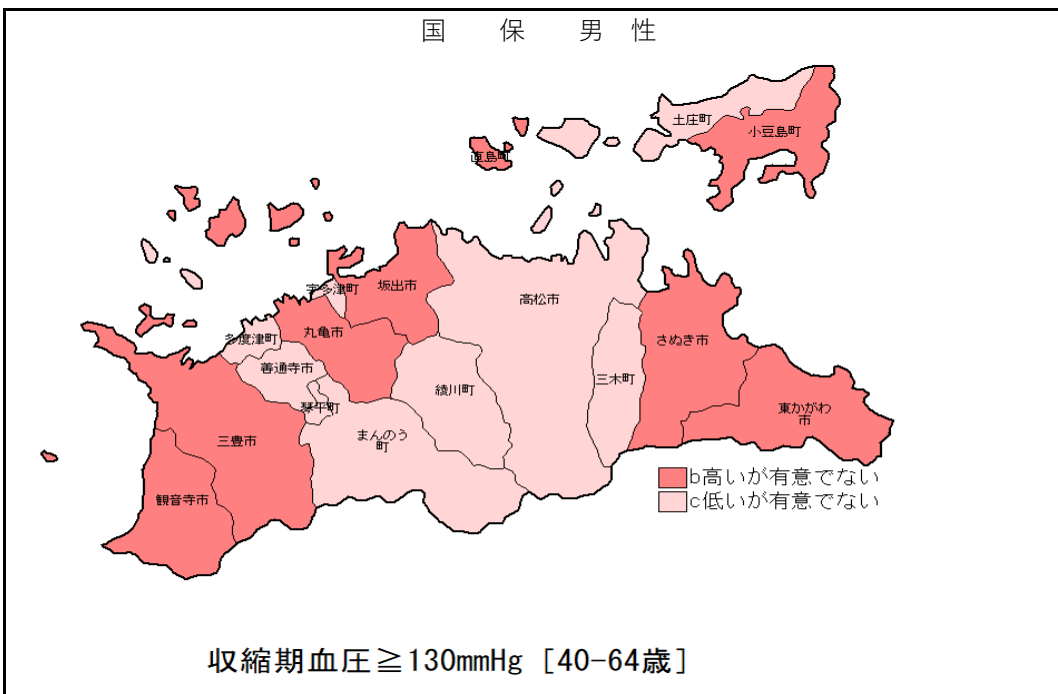 国保男性
土庄町
小豆島町
直島町
宇多津町
坂出市
高松市
丸亀市
多度津町
さぬき市
善通寺市
三木町
綾川町
琴平町
東かがわ
市
まんのう
町
三豊市
観音寺市
b高いが有意でない
c低いが有意でない
収縮期血圧≧130mmHg [40-64歳]